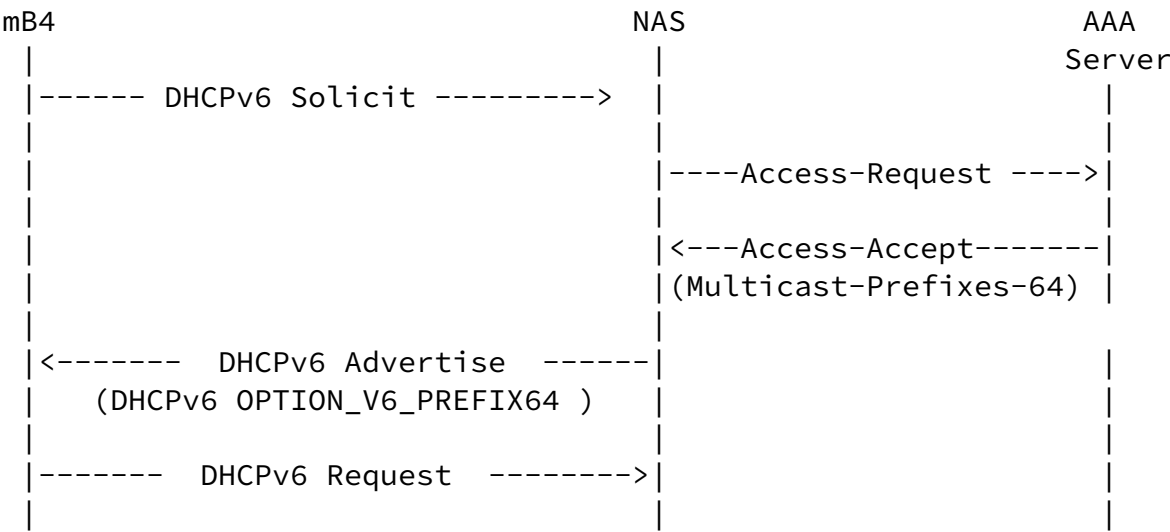 mB4 NAS AAA
Server
|------ DHCPv6 Solicit ---------> | |
|----Access-Request ---->|
|<---Access-Accept-------|
|(Multicast-Prefixes-64) |
|<------- DHCPv6 Advertise ------| |
| (DHCPv6 OPTION_V6_PREFIX64 ) | |
|------- DHCPv6 Request -------->| |